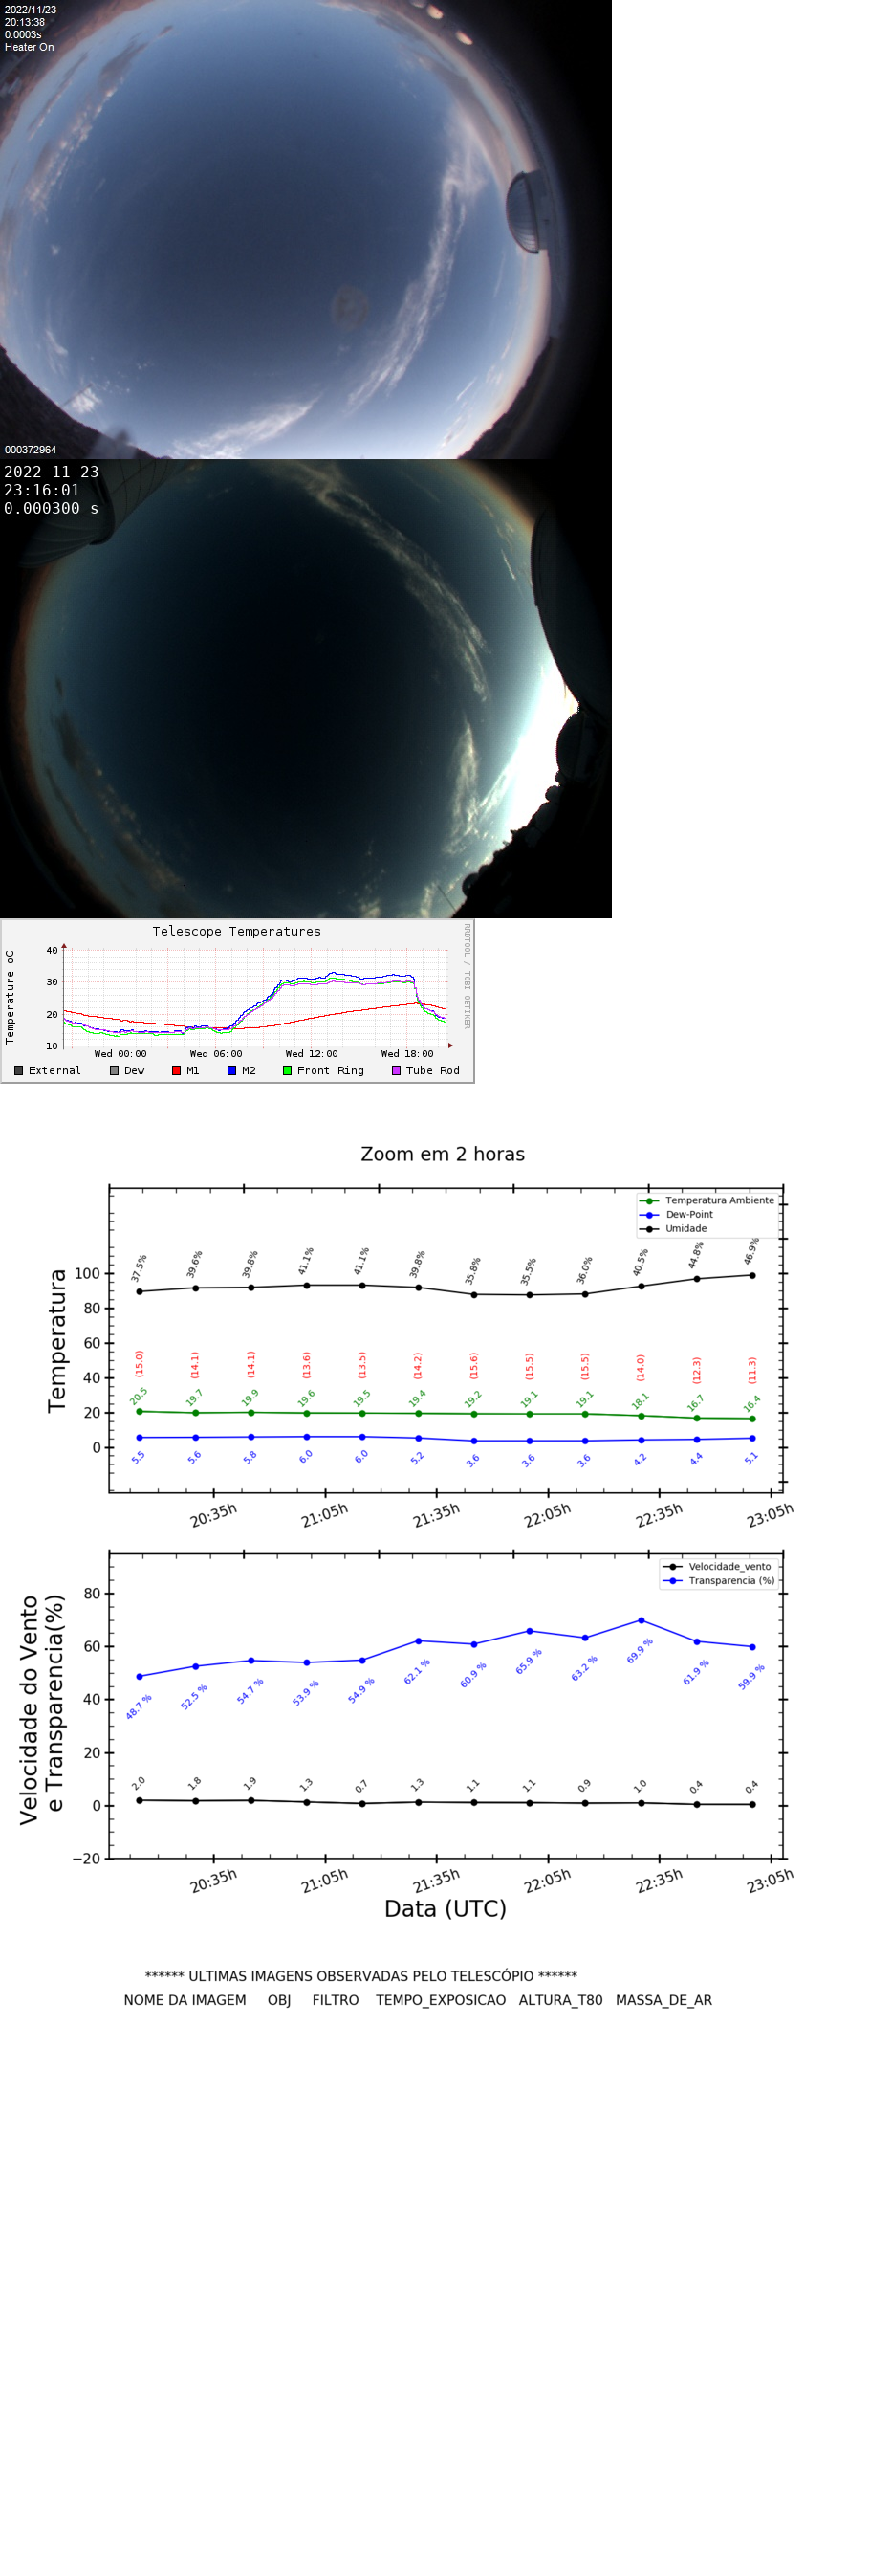 2022/11/23
20:13:38
0.0003s
Heater On
000372964
2022-11-23
23:16:01
0.000300 s
Telescope Temperatures
RRDTOOL / TOBI OETIKER
Temperature oC
40
30
20
10
Wed 00:00 Wed 06:00 Wed 12:00 Wed 18:00
External Dew M1 M2 Front Ring Tube Rod
Zoom em 2 horas
Temperatura Ambiente
Dew-Point
Umidade
Temperatura
100
80
60
40
20
0
37.5% 39.6% 39.8% 41.1% 41.1% 39.8% 35.8% 35.5% 36.0% 40.5% 44.8% 46.9%
(15.0) (14.1) (14.1) (13.6) (13.5) (14.2) (15.6) (15.5) (15.5) (14.0) (12.3) (11.3)
20.5 19.7 19.9 19.6 19.5 19.4 19.2 19.1 19.1 18.1 16.7 16.4
5.5 5.6 5.8 6.0 6.0 5.2 3.6 3.6 3.6 4.2 4.4 5.1
20:35h 21:05h 21:35h 22:05h 22:35h 23:05h
Velocidade_vento
Transparencia (%)
Velocidade do Vento
e Transparencia(%)
80
60
40
20
0
−20
48.7 % 52.5 % 54.7 % 53.9 % 54.9 % 62.1 % 60.9 % 65.9 % 63.2 % 69.9 % 61.9 % 59.9 %
2.0 1.8 1.9 1.3 0.7 1.3 1.1 1.1 0.9 1.0 0.4 0.4
20:35h 21:05h 21:35h 22:05h 22:35h 23:05h
Data (UTC)
****** ULTIMAS IMAGENS OBSERVADAS PELO TELESCÓPIO ******
NOME DA IMAGEM OBJ FILTRO TEMPO_EXPOSICAO ALTURA_T80 MASSA_DE_AR